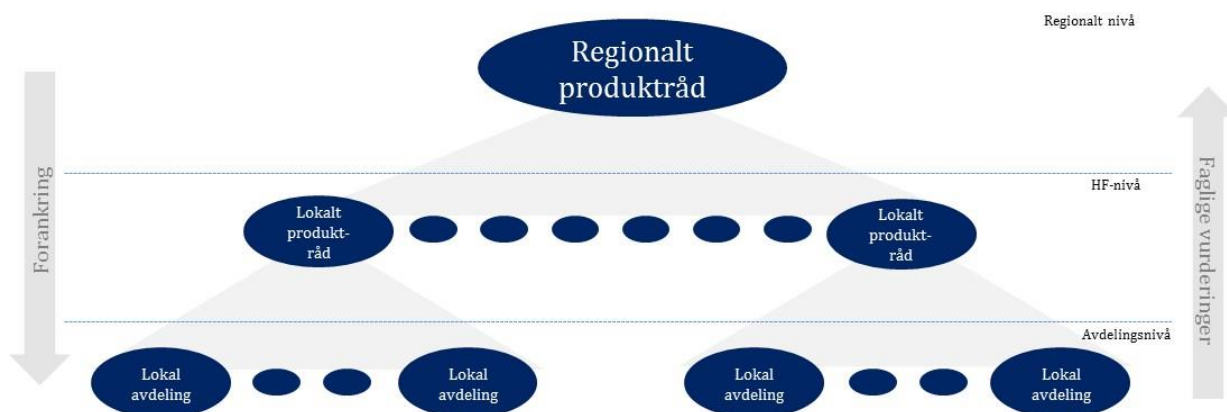 Regionalt nivå
Regionalt
produktråd
Forankring
Faglige vurderinger
HF-nivå
Lokalt
produkt-
råd
Lokalt
produkt-
råd
Avdelingsnivå
Lokal
avdeling
Lokal
avdeling
Lokal
avdeling
Lokal
avdeling